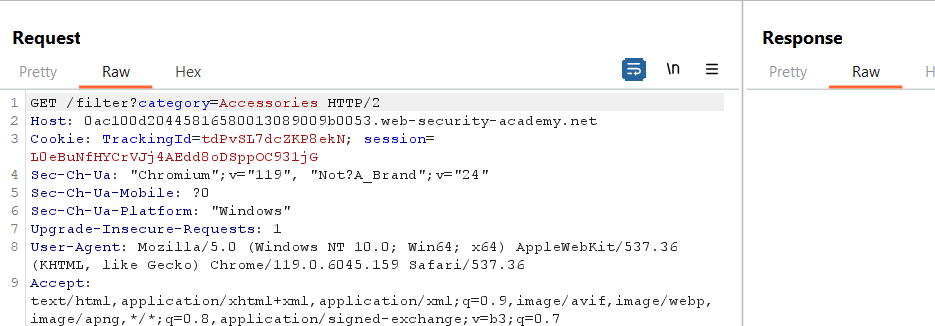 Request
Response
Pretty Raw Hex \n ☰
Pretty Raw H
1 GET /filter?category=Accessories HTTP/2
2 Host: 0ac100d20445816580013089009b0053.web-security-academy.net
3 Cookie: TrackingId=tdPvSL7dcZKP8ekN; session=
L0eBuNfHYCrVJj4AEdd8oDSppOC931jG
4 Sec-Ch-Ua: "Chromium";v="119", "Not?A_Brand";v="24"
5 Sec-Ch-Ua-Mobile: ?0
6 Sec-Ch-Ua-Platform: "Windows"
7 Upgrade-Insecure-Requests: 1
8 User-Agent: Mozilla/5.0 (Windows NT 10.0; Win64; x64) AppleWebKit/537.36
(KHTML, like Gecko) Chrome/119.0.6045.159 Safari/537.36
9 Accept:
text/html,application/xhtml+xml,application/xml;q=0.9,image/avif,image/webp,
image/apng,*/*;q=0.8,application/signed-exchange;v=b3;q=0.7